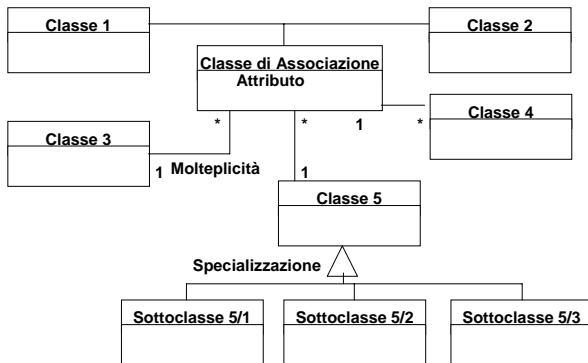 Classe 1
Classe 2
Classe di Associazione
Attributo
* * 1 *
Classe 4
Classe 3
1 Molteplicità 1
Classe 5
Specializzazione
Sottoclasse 5/1
Sottoclasse 5/2
Sottoclasse 5/3